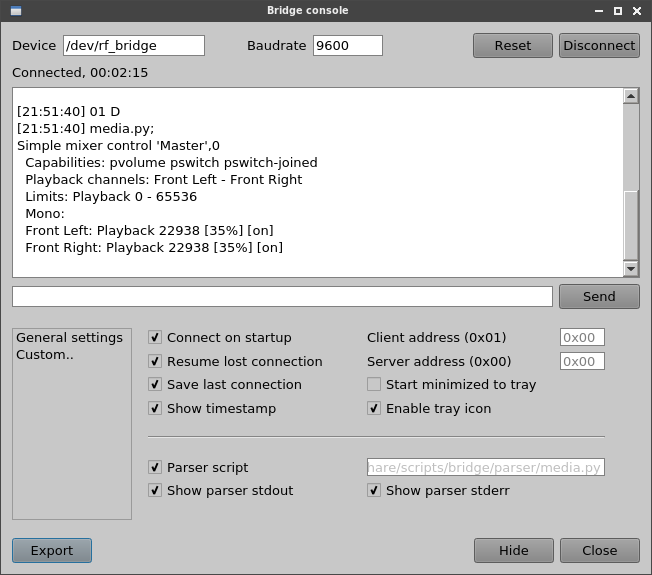 Bridge console
Device /dev/rf_bridge Baudrate 9600 Reset Disconnect
Connected, 00:02:15
[21:51:40] 01 D
[21:51:40] media.py;
Simple mixer control 'Master',0
Capabilities: pvolume pswitch pswitch-joined
Playback channels: Front Left - Front Right
Limits: Playback 0 - 65536
Mono:
Front Left: Playback 22938 [35%] [on]
Front Right: Playback 22938 [35%] [on]
Send
General settings
Custom..
Connect on startup Client address (0x01) 0x00
Resume lost connection Server address (0x00) 0x00
Save last connection Start minimized to tray
Show timestamp Enable tray icon
Parser script hare/scripts/bridge/parser/media.py
Show parser stdout Show parser stderr
Export Hide Close